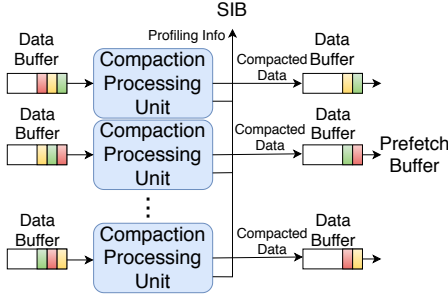 SIB
Profiling Info
Data
Buffer
Compaction
Processing
Unit
Compacted
Data
Data
Buffer
Data
Buffer
Compaction
Processing
Unit
Compacted
Data
Data
Buffer
Prefetch
Buffer
Data
Buffer
Compaction
Processing
Unit
Compacted
Data
Data
Buffer